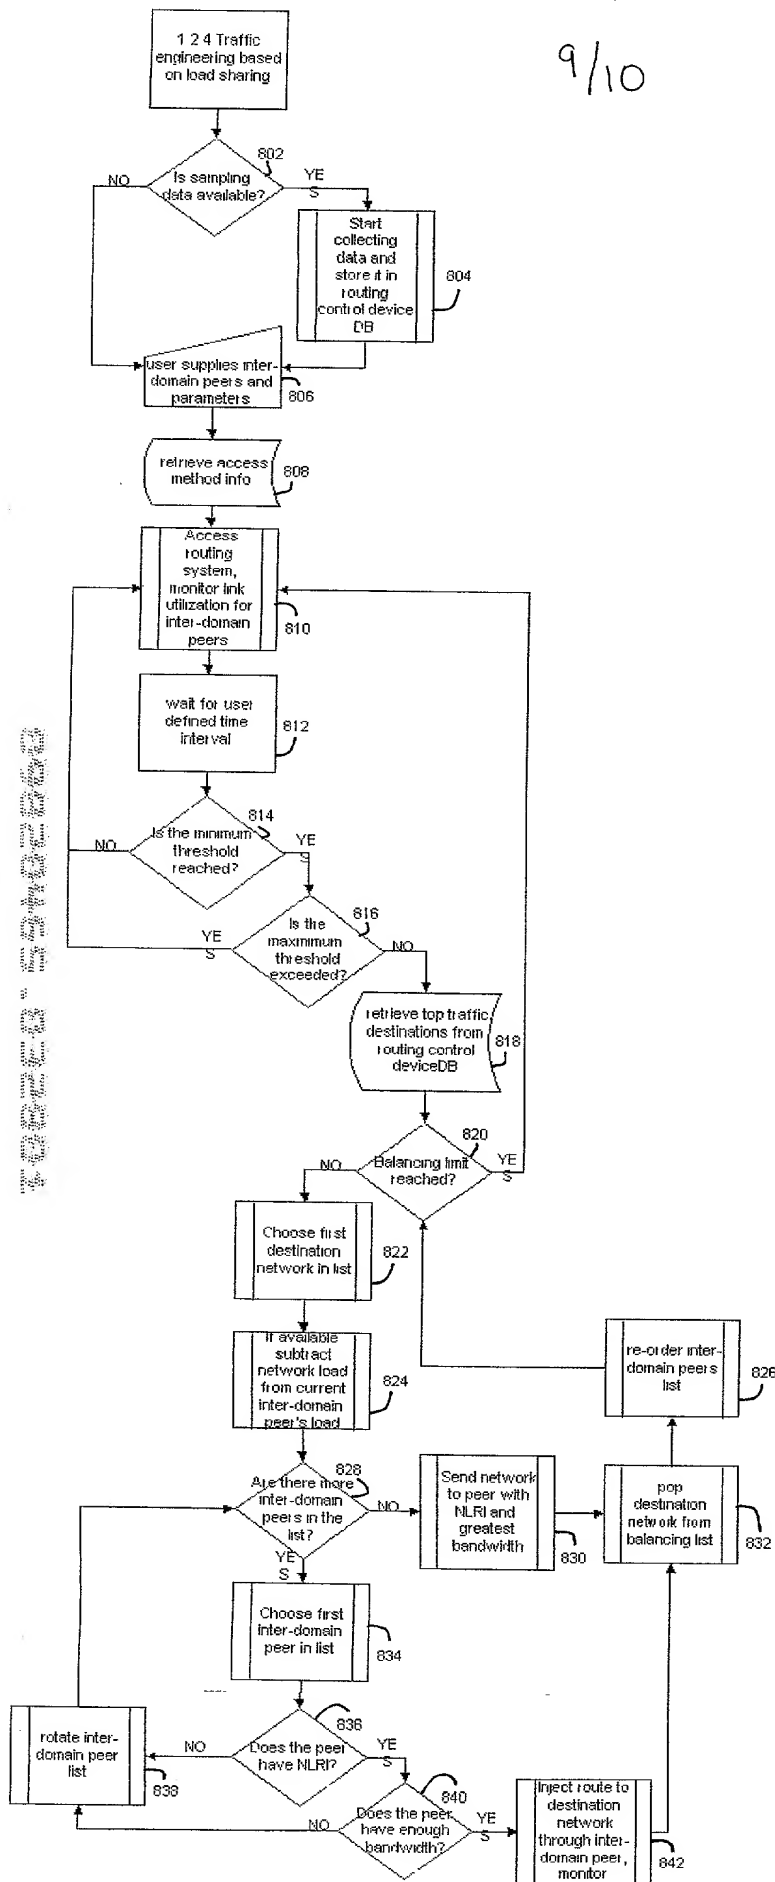 9/10
1 2 4 Traffic
engineering based
on load sharing
802
Is sampling
data available?
NO
YE
S
Start
collecting
data and
store it in
routing
control device
DB
804
user supplies inter-
domain peers and
parameters
806
retrieve access
method info
808
Access
routing
system,
monitor link
utilization for
inter-domain
peers
810
wait for user
defined time
interval
812
814
Is the minimum
threshold
reached?
NO
YE
S
816
Is the
maximum
threshold
exceeded?
YE
S
NO
retrieve top traffic
destinations from
routing control
deviceDB
818
820
Balancing limit
reached?
NO
YE
S
Choose first
destination
network in list
822
If available
subtract
network load
from current
inter-domain
peer's load
824
re-order inter-
domain peers
list
826
828
Are there more
inter-domain
peers in the
list?
NO
YE
S
Send network
to peer with
NLRI and
greatest
bandwidth
830
pop
destination
network from
balancing list
832
Choose first
inter-domain
peer in list
834
836
Does the peer
have NLRI?
NO
YE
S
rotate inter-
domain peer
list
838
840
Does the peer
have enough
bandwidth?
NO
YE
S
Inject route to
destination
network
through inter-
domain peer,
monitor
842